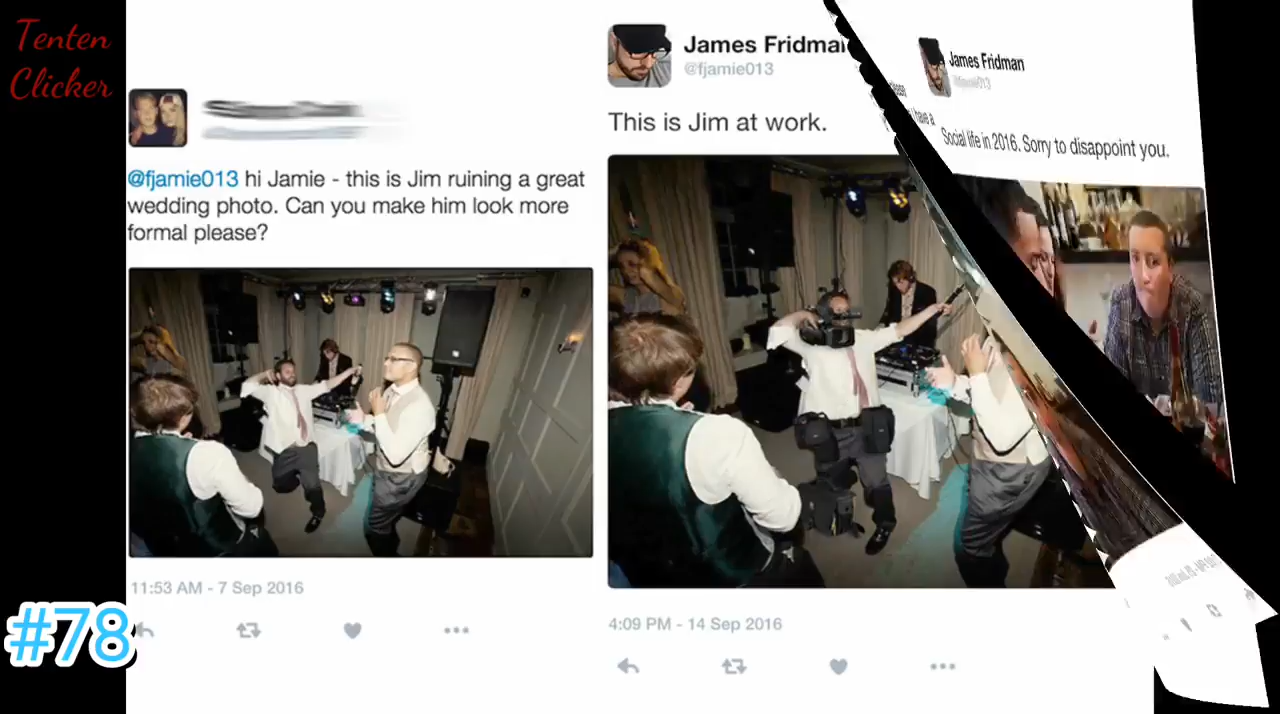 Tenten
Clicker
@fjamie013 hi Jamie - this is Jim ruining a great
wedding photo. Can you make him look more
formal please?
11:53 AM - 7 Sep 2016
#78
James Fridman
@fjamie013
This is Jim at work.
4:09 PM - 14 Sep 2016
James Fridman
@fjamie013
have a
Social life in 2016. Sorry to disappoint you.